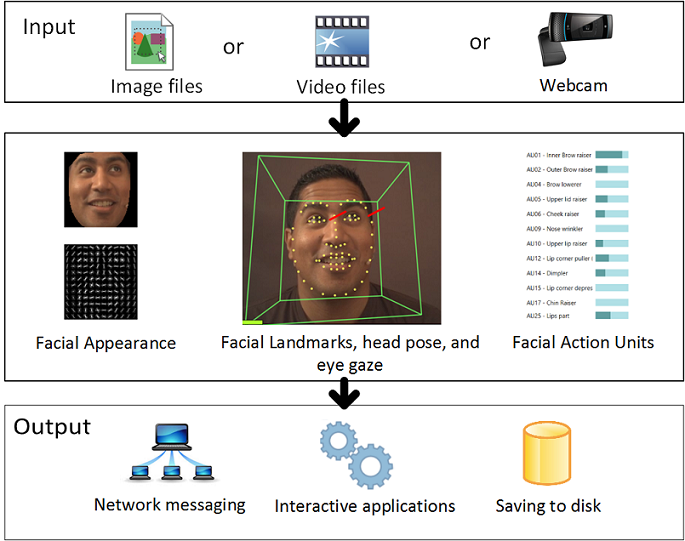 Input
or
or
Image files
Video files
Webcam
AU01 - Inner Brow raiser
AU02 - Outer Brow raiser
AU04 - Brow lowerer
AU05 - Upper lid raiser
AU06 - Cheek raiser
AU09 - Nose wrinkler
AU10 - Upper lip raiser
AU12 - Lip corner puller (
AU14 - Dimpler
AU15 - Lip corner depres
AU17 - Chin Raiser
AU25 - Lips part
Facial Appearance
Facial Landmarks, head pose, and
eye gaze
Facial Action Units
Output
Network messaging
Interactive applications
Saving to disk